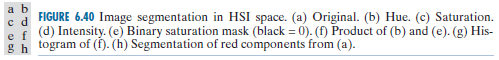 a b
c d
e f
g h
FIGURE 6.40 Image segmentation in HSI space. (a) Original. (b) Hue. (c) Saturation.
(d) Intensity. (e) Binary saturation mask (black = 0). (f) Product of (b) and (e). (g) His-
togram of (f). (h) Segmentation of red components from (a).